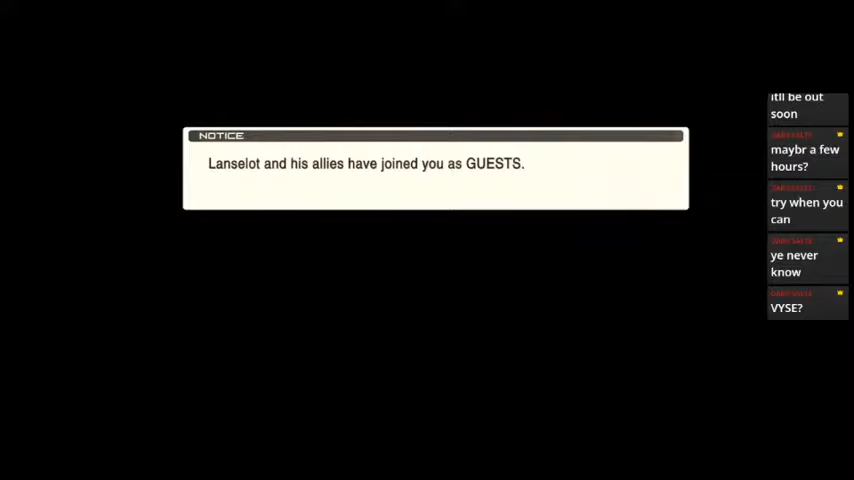 NOTICE
Lanselot and his allies have joined you as GUESTS.
itll be out
soon
maybr a few
hours?
try when you
can
ye never
know
VYSE?